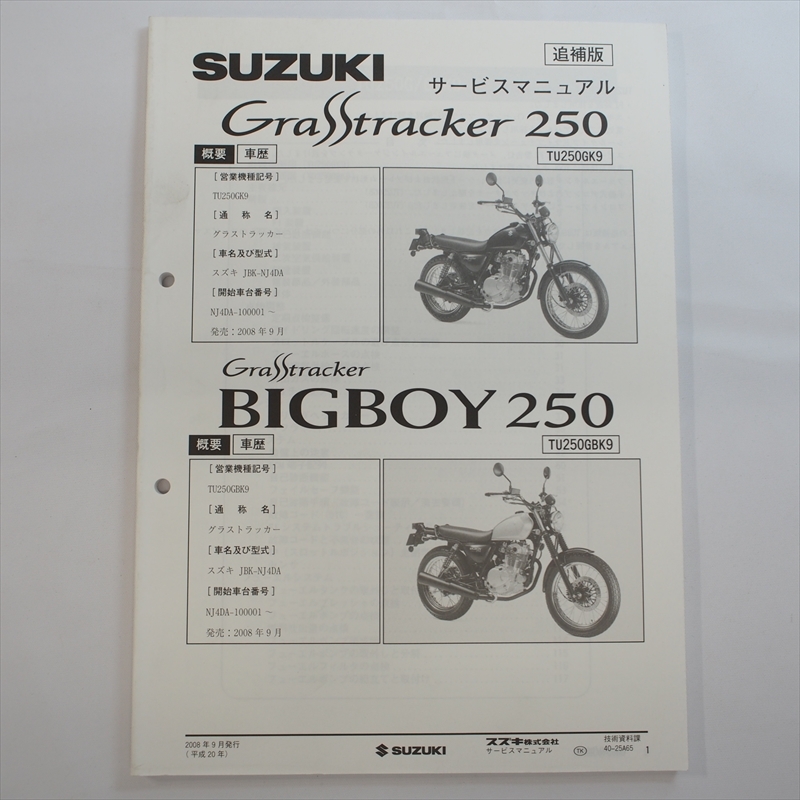 SUZUKI
追補版
サービスマニュアル
GraSStracker 250
概要 車歴
TU250GK9
[営業機種記号]
TU250GK9
[通 称 名]
グラストラッカー
[車名及び型式]
スズキ JBK-NJ4DA
[開始車台番号]
NJ4DA-100001～
発売：2008年9月
GraSStracker
BIGBOY 250
概要 車歴
TU250GBK9
[営業機種記号]
TU250GBK9
[通 称 名]
グラストラッカー
[車名及び型式]
スズキ JBK-NJ4DA
[開始車台番号]
NJ4DA-100001～
発売：2008年9月
2008年9月発行
(平成20年)
SUZUKI
スズキ株式会社
サービスマニュアル
TK
技術資料課
40-25A65
1